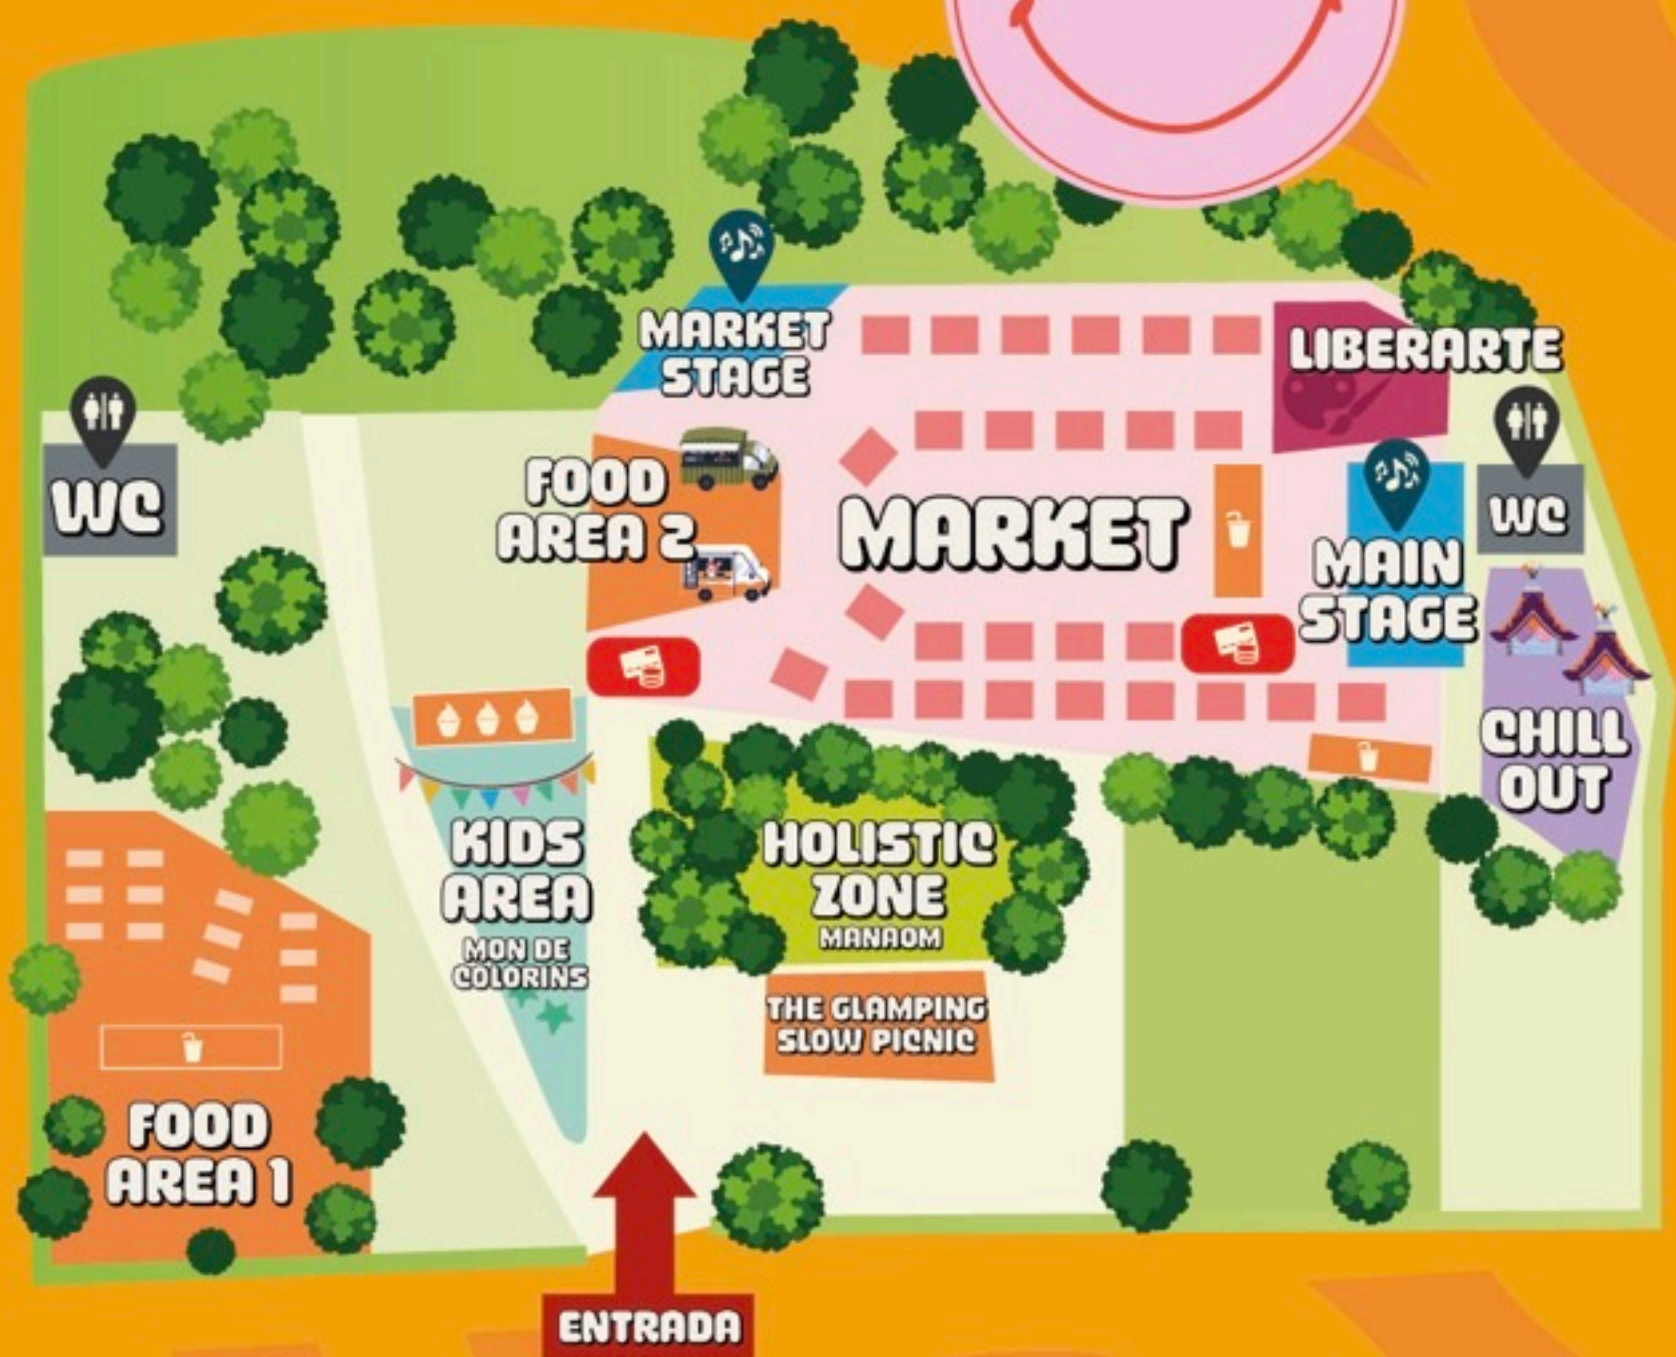 MARKET
STAGE
LIBERARTE
WC
FOOD
AREA 2
MARKET
MAIN
STAGE
WC
CHILL
OUT
KIDS
AREA
MON DE
COLORINS
HOLISTIC
ZONE
MANAOM
THE GLAMPING
SLOW PICNIC
FOOD
AREA 1
ENTRADA